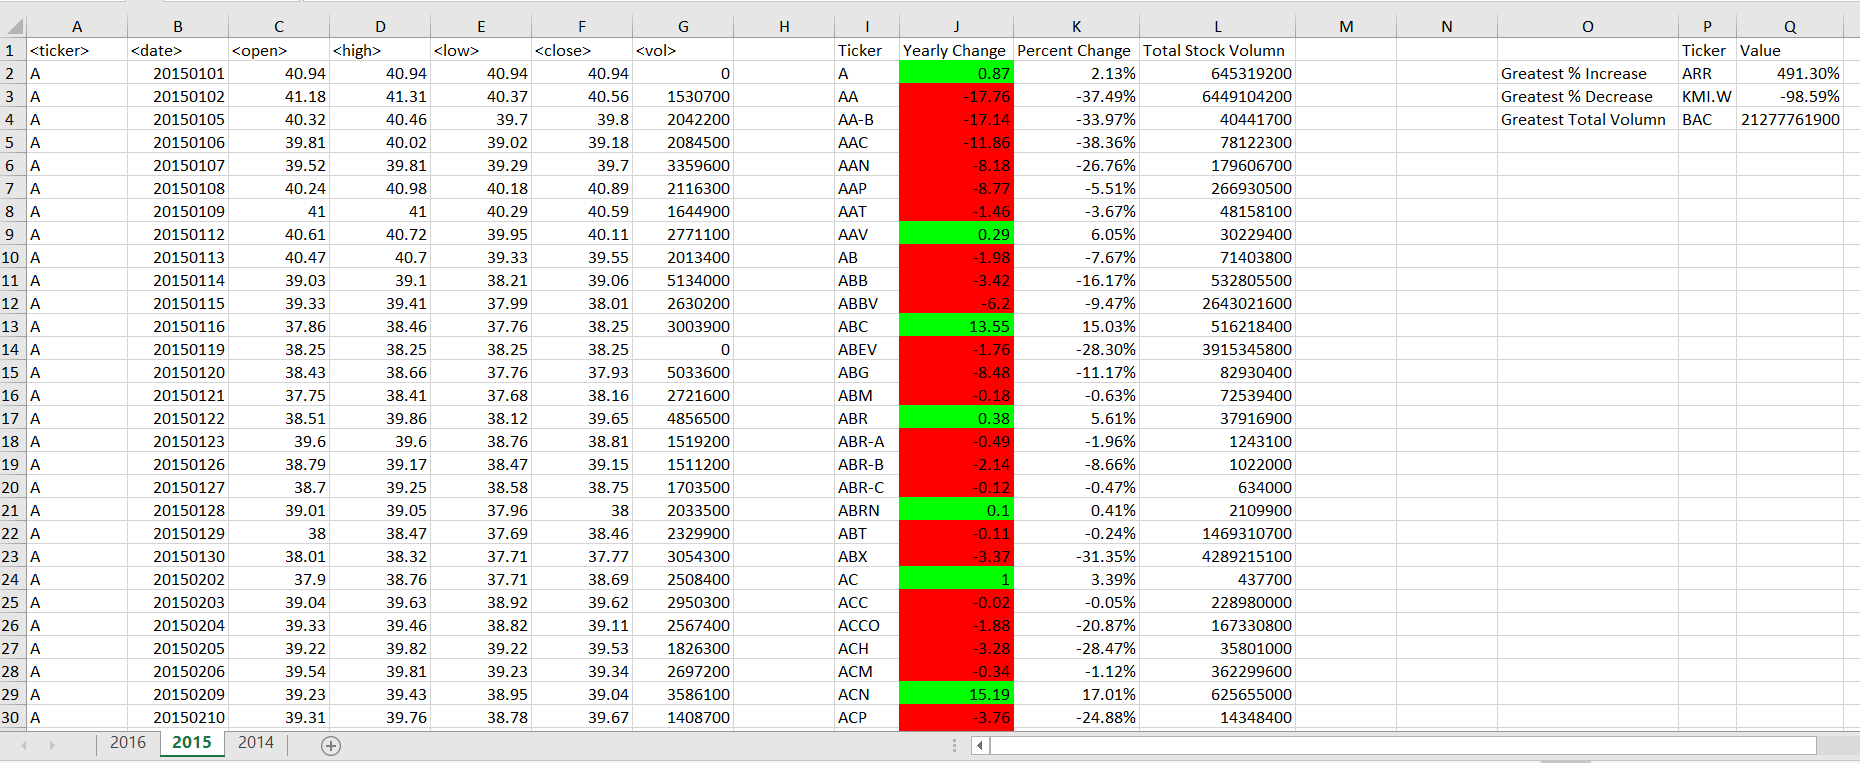 A B C D E F G H I J K L M N O P Q
1 <ticker> <date> <open> <high> <low> <close> <vol> Ticker Yearly Change Percent Change Total Stock Volumn Ticker Value
2 A 20150101 40.94 40.94 40.94 40.94 0 A 0.87 2.13% 645319200 Greatest % Increase ARR 491.30%
3 A 20150102 41.18 41.31 40.37 40.56 1530700 AA -17.76 -37.49% 6449104200 Greatest % Decrease KMI.W -98.59%
4 A 20150105 40.32 40.46 39.7 39.8 2042200 AA-B -17.14 -33.97% 40441700 Greatest Total Volumn BAC 21277761900
5 A 20150106 39.81 40.02 39.02 39.18 2084500 AAC -11.86 -38.36% 78122300
6 A 20150107 39.52 39.81 39.29 39.7 3359600 AAN -8.18 -26.76% 179606700
7 A 20150108 40.24 40.98 40.18 40.89 2116300 AAP -8.77 -5.51% 266930500
8 A 20150109 41 41 40.29 40.59 1644900 AAT -1.46 -3.67% 48158100
9 A 20150112 40.61 40.72 39.95 40.11 2771100 AAV 0.29 6.05% 30229400
10 A 20150113 40.47 40.7 39.33 39.55 2013400 AB -1.98 -7.67% 71403800
11 A 20150114 39.03 39.1 38.21 39.06 5134000 ABB -3.42 -16.17% 532805500
12 A 20150115 39.33 39.41 37.99 38.01 2630200 ABBV -6.2 -9.47% 2643021600
13 A 20150116 37.86 38.46 37.76 38.25 3003900 ABC 13.55 15.03% 516218400
14 A 20150119 38.25 38.25 38.25 38.25 0 ABEV -1.76 -28.30% 3915345800
15 A 20150120 38.43 38.66 37.76 37.93 5033600 ABG -8.48 -11.17% 82930400
16 A 20150121 37.75 38.41 37.68 38.16 2721600 ABM -0.18 -0.63% 72539400
17 A 20150122 38.51 39.86 38.12 39.65 4856500 ABR 0.38 5.61% 37916900
18 A 20150123 39.6 39.6 38.76 38.81 1519200 ABR-A -0.49 -1.96% 1243100
19 A 20150126 38.79 39.17 38.47 39.15 1511200 ABR-B -2.14 -8.66% 1022000
20 A 20150127 38.7 39.25 38.58 38.75 1703500 ABR-C -0.12 -0.47% 634000
21 A 20150128 39.01 39.05 37.96 38 2033500 ABRN 0.1 0.41% 2109900
22 A 20150129 38 38.47 37.69 38.46 2329900 ABT -0.11 -0.24% 1469310700
23 A 20150130 38.01 38.32 37.71 37.77 3054300 ABX -3.37 -31.35% 4289215100
24 A 20150202 37.9 38.76 37.71 38.69 2508400 AC 1 3.39% 437700
25 A 20150203 39.04 39.63 38.92 39.62 2950300 ACC -0.02 -0.05% 228980000
26 A 20150204 39.33 39.46 38.82 39.11 2567400 ACCO -1.88 -20.87% 167330800
27 A 20150205 39.22 39.82 39.22 39.53 1826300 ACH -3.28 -28.47% 35801000
28 A 20150206 39.54 39.81 39.23 39.34 2697200 ACM -0.34 -1.12% 362299600
29 A 20150209 39.23 39.43 38.95 39.04 3586100 ACN 15.19 17.01% 625655000
30 A 20150210 39.31 39.76 38.78 39.67 1408700 ACP -3.76 -24.88% 14348400
2016 2015 2014